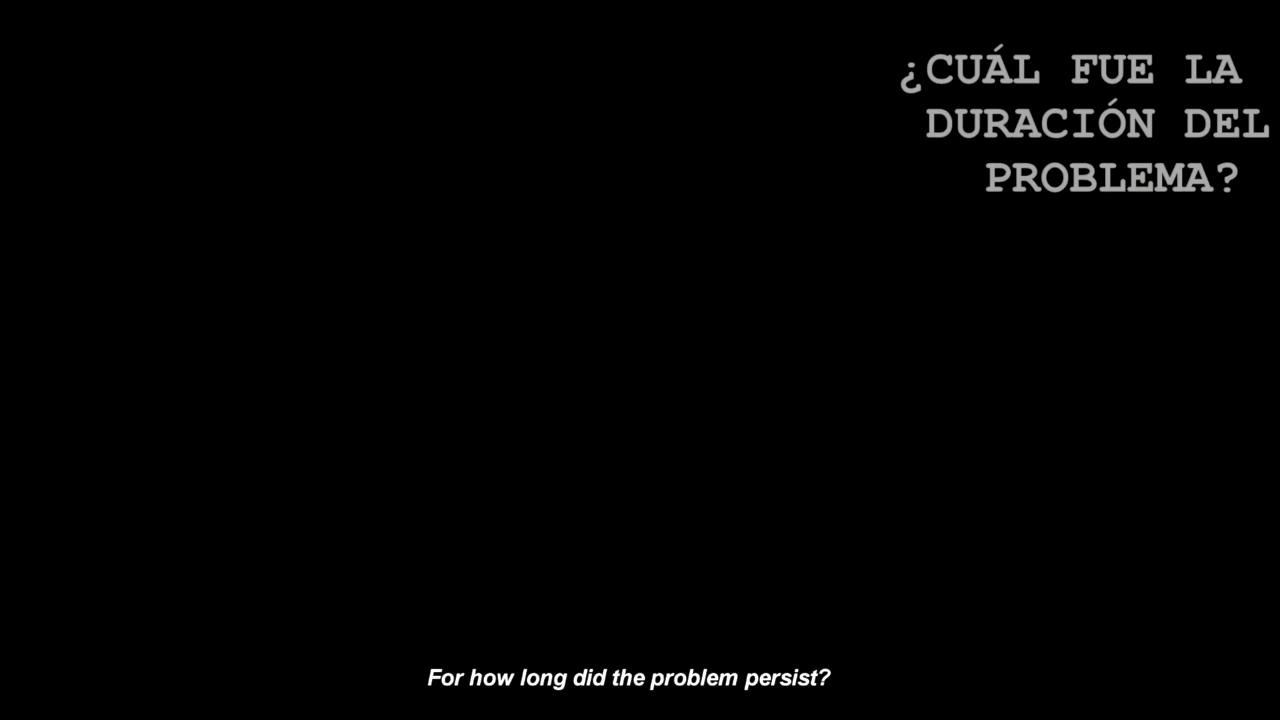 ¿CUÁL FUE LA
DURACIÓN DEL
PROBLEMA?
For how long did the problem persist?